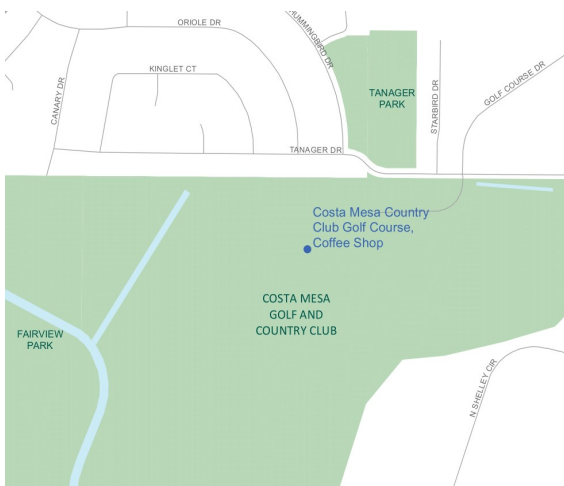 ORIOLE DR
HUMMINGBIRD DR
KINGLET CT
CANARY DR
TANAGER
PARK
STARBIRD DR
GOLF COURSE DR
TANAGER DR
Costa Mesa Country
Club Golf Course,
Coffee Shop
COSTA MESA
GOLF AND
COUNTRY CLUB
FAIRVIEW
PARK
N SHELLEY CIR